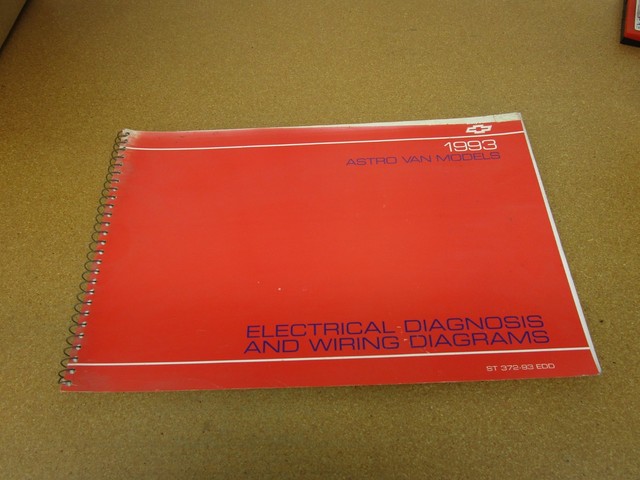 1993
ASTRO VAN MODELS
ELECTRICAL DIAGNOSIS
AND WIRING DIAGRAMS
ST 372-93 EDD